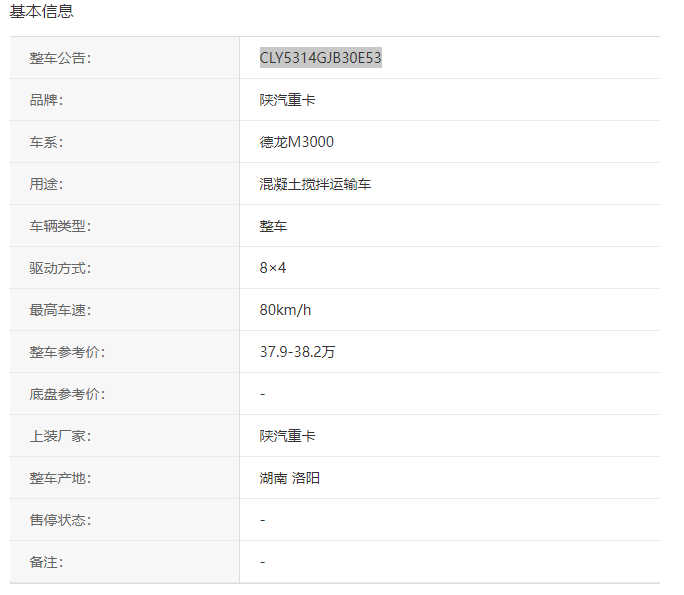 基本信息
整车公告： CLY5314GJB30E53
品牌： 陕汽重卡
车系： 德龙M3000
用途： 混凝土搅拌运输车
车辆类型： 整车
驱动方式： 8×4
最高车速： 80km/h
整车参考价： 37.9-38.2万
底盘参考价： -
上装厂家： 陕汽重卡
整车产地： 湖南 洛阳
售停状态： -
备注： -